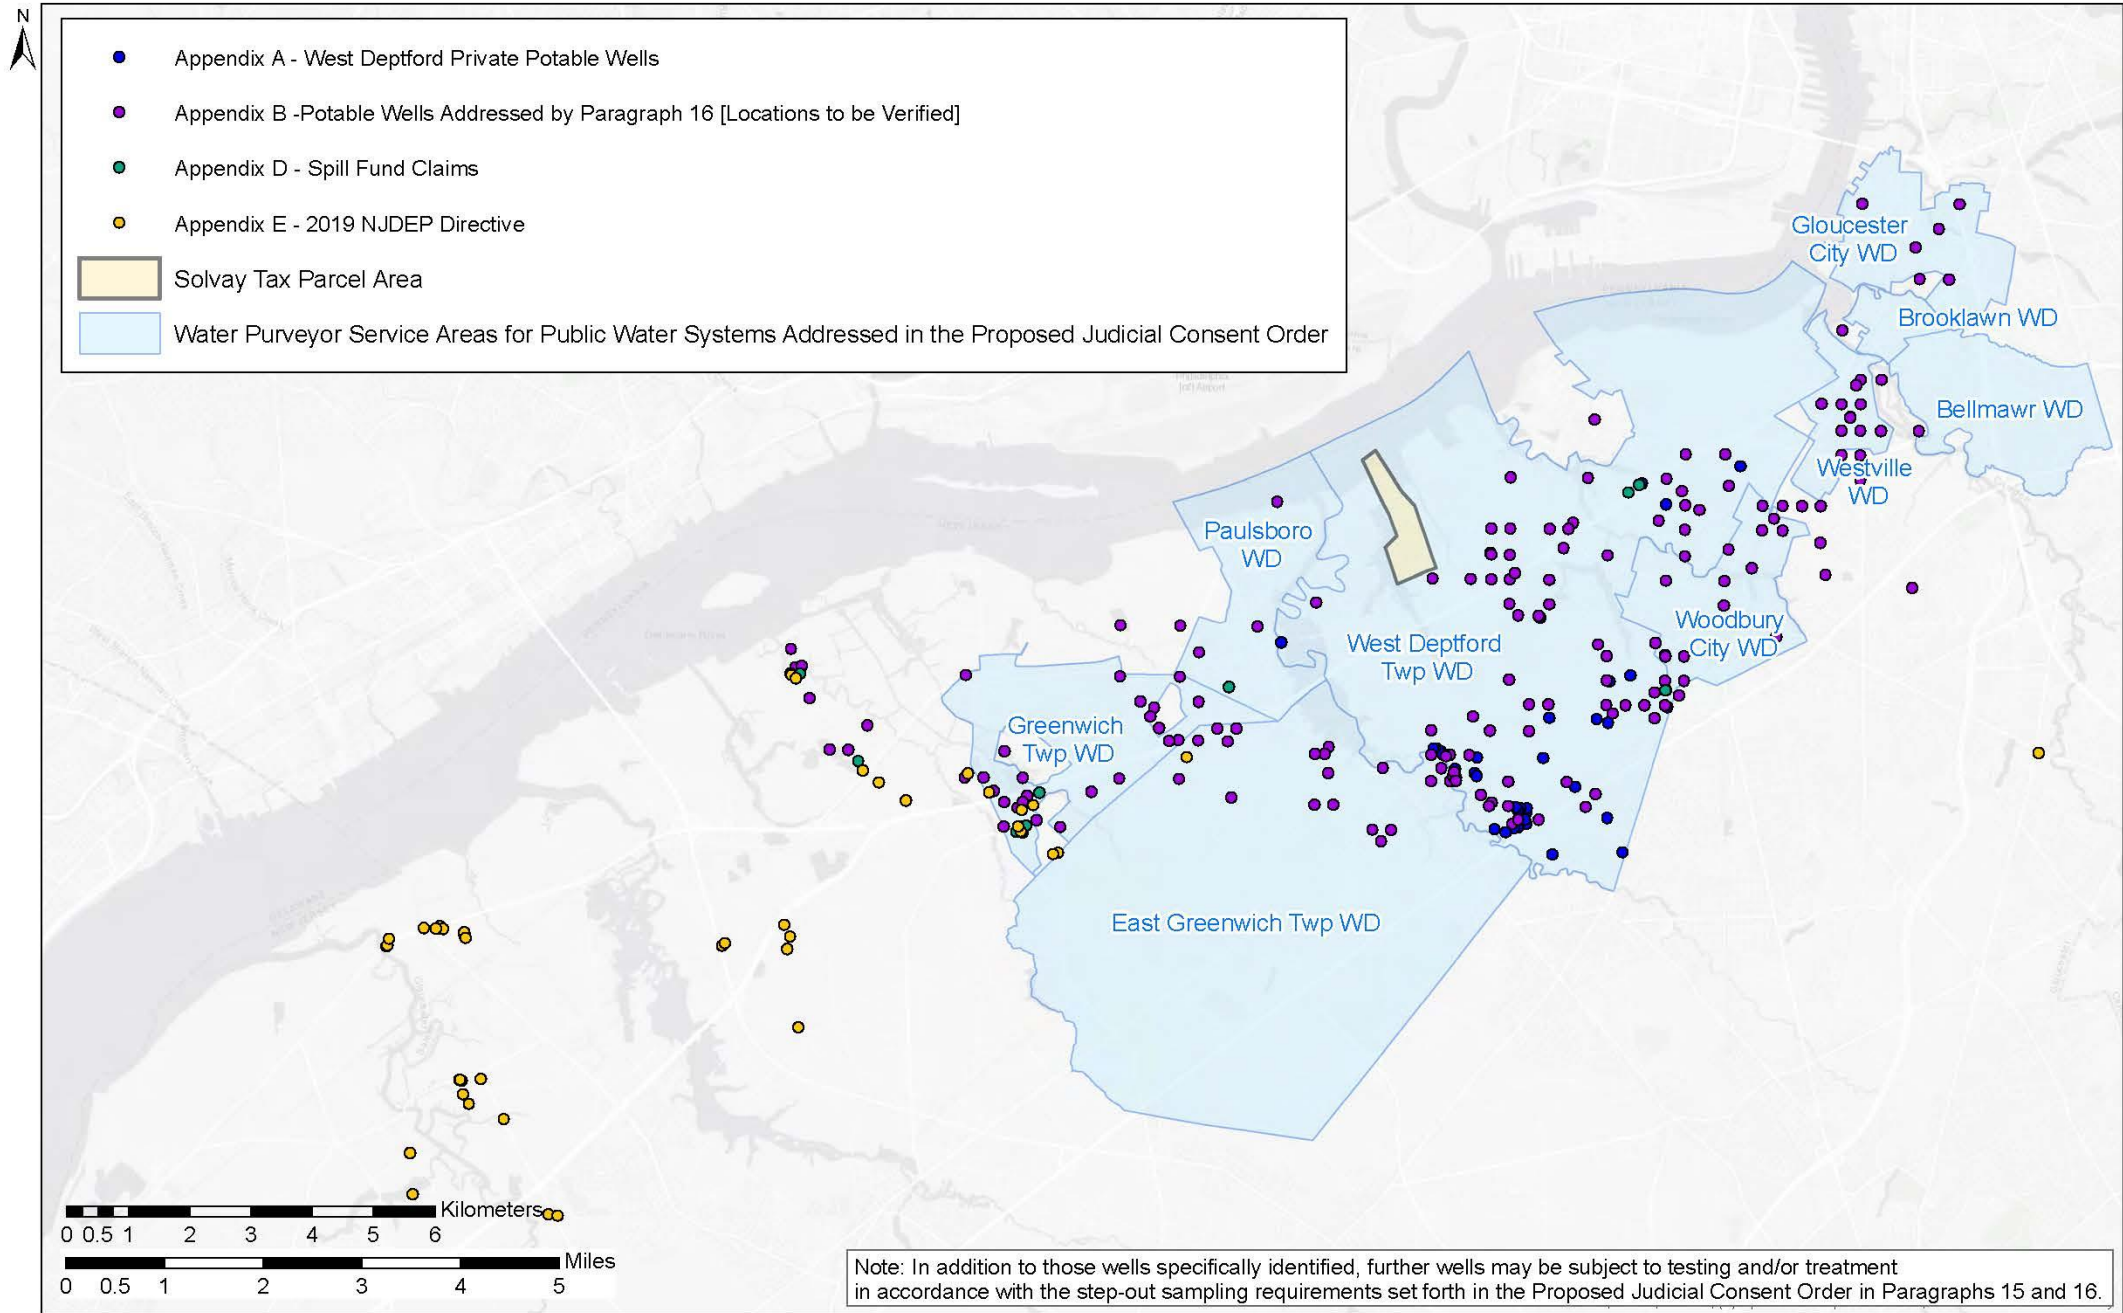 N
Appendix A - West Deptford Private Potable Wells
Appendix B -Potable Wells Addressed by Paragraph 16 [Locations to be Verified]
Appendix D - Spill Fund Claims
Appendix E - 2019 NJDEP Directive
Solvay Tax Parcel Area
Water Purveyor Service Areas for Public Water Systems Addressed in the Proposed Judicial Consent Order
Gloucester
City WD
Brooklawn WD
Bellmawr WD
Westville
WD
Paulsboro
WD
Woodbury
City WD
West Deptford
Twp WD
Greenwich
Twp WD
East Greenwich Twp WD
Kilometers
0 0.5 1 2 3 4 5 6
Miles
0 0.5 1 2 3 4 5
Note: In addition to those wells specifically identified, further wells may be subject to testing and/or treatment
in accordance with the step-out sampling requirements set forth in the Proposed Judicial Consent Order in Paragraphs 15 and 16.